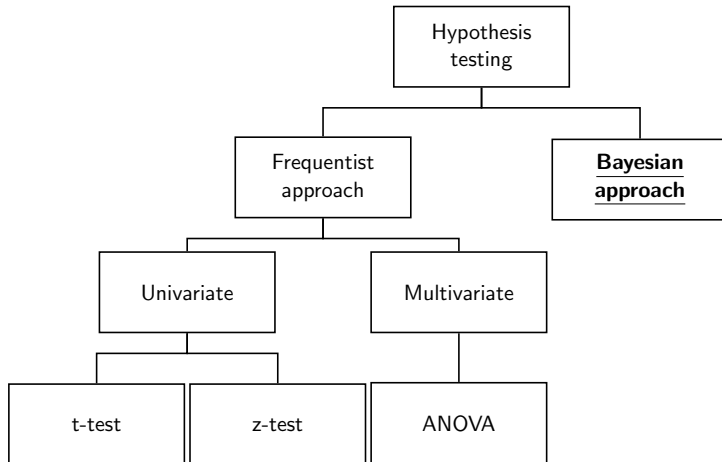 Hypothesis
testing
Frequentist
approach
Bayesian
approach
Univariate
Multivariate
t-test
z-test
ANOVA